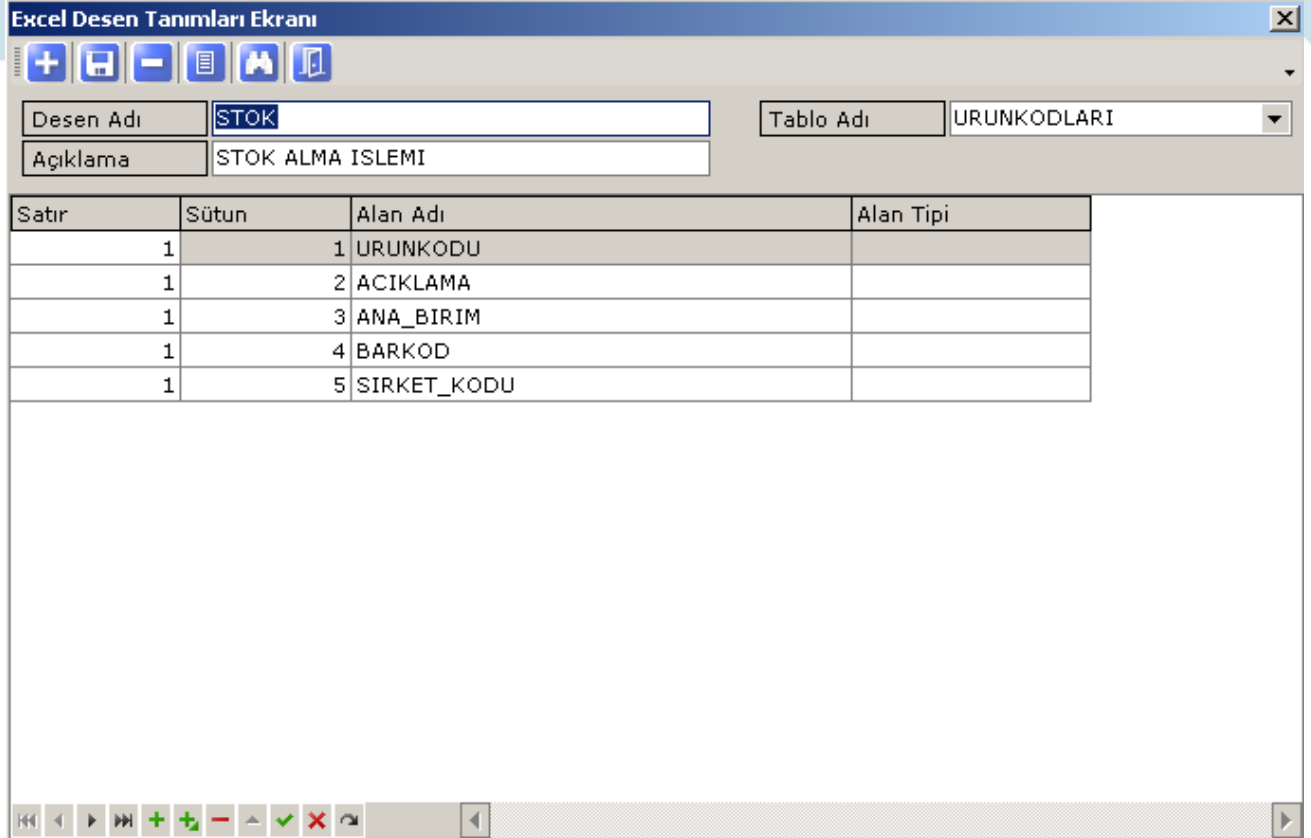 Excel Desen Tanımları Ekranı
Desen Adı STOK Tablo Adı URUNKODLARI
Açıklama STOK ALMA ISLEMI
Satır Sütun Alan Adı Alan Tipi
1 1 URUNKODU
1 2 ACIKLAMA
1 3 ANA_BIRIM
1 4 BARKOD
1 5 SIRKET_KODU